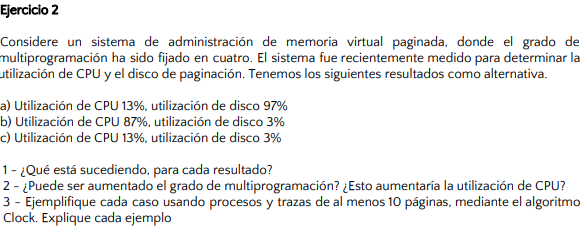 Ejercicio 2
Considere un sistema de administración de memoria virtual paginada, donde el grado de
multiprogramación ha sido fijado en cuatro. El sistema fue recientemente medido para determinar la
utilización de CPU y el disco de paginación. Tenemos los siguientes resultados como alternativa.
a) Utilización de CPU 13%, utilización de disco 97%
b) Utilización de CPU 87%, utilización de disco 3%
c) Utilización de CPU 13%, utilización de disco 3%
1 - ¿Qué está sucediendo, para cada resultado?
2 - ¿Puede ser aumentado el grado de multiprogramación? ¿Esto aumentaría la utilización de CPU?
3 - Ejemplifique cada caso usando procesos y trazas de al menos 10 páginas, mediante el algoritmo
Clock. Explique cada ejemplo